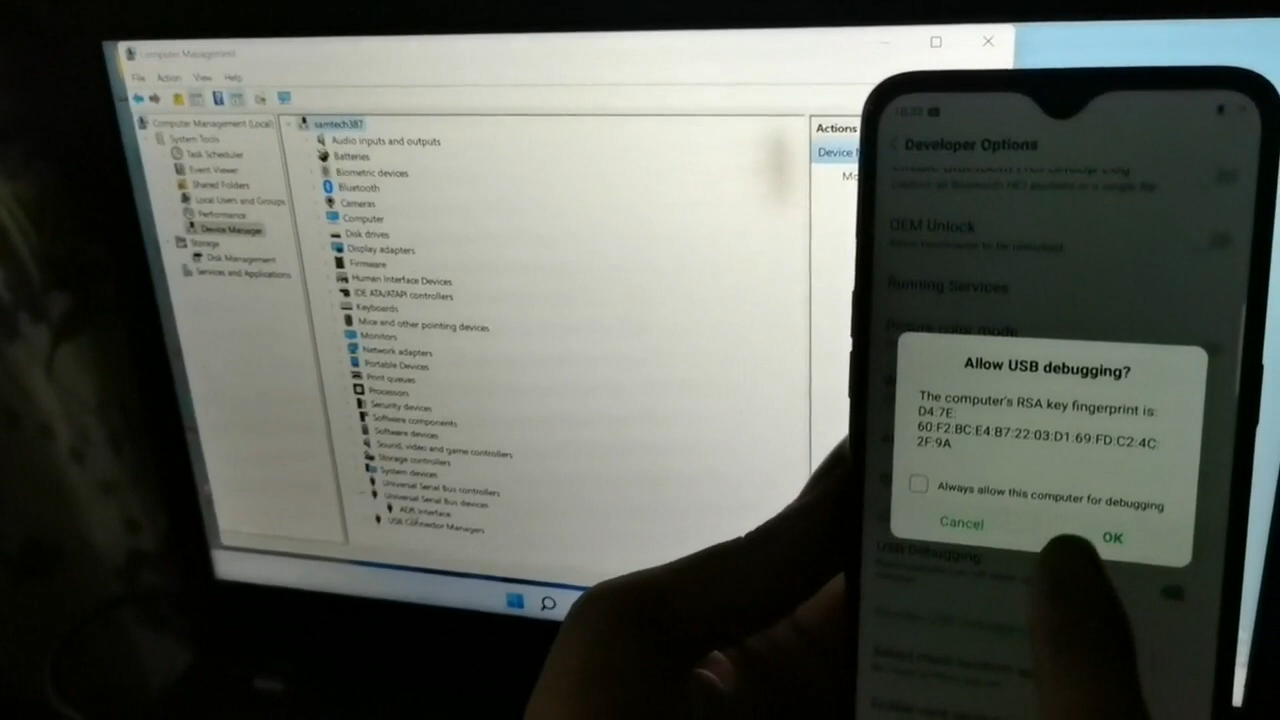 Computer Management
File Action View Help
Computer Management (Local)
System Tools
Task Scheduler
Event Viewer
Shared Folders
Local Users and Groups
Performance
Device Manager
Storage
Disk Management
Services and Applications
samtech387
Audio inputs and outputs
Batteries
Biometric devices
Bluetooth
Cameras
Computer
Disk drives
Display adapters
Firmware
Human Interface Devices
IDE ATA/ATAPI controllers
Keyboards
Mice and other pointing devices
Monitors
Network adapters
Portable Devices
Print queues
Processors
Security devices
Software components
Software devices
Sound, video and game controllers
Storage controllers
System devices
Universal Serial Bus controllers
Universal Serial Bus devices
ADB Interface
USB Connector Managers
Actions
Device
Mo
Developer Options
OEM Unlock
Running Services
Picture color mode
Allow USB debugging?
The computer's RSA key fingerprint is:
D4:7E:
60:F2:BC:E4:B7:22:03:D1:69:FD:C2:4C:
2F:9A
Always allow this computer for debugging
Cancel
OK
USB Debugging